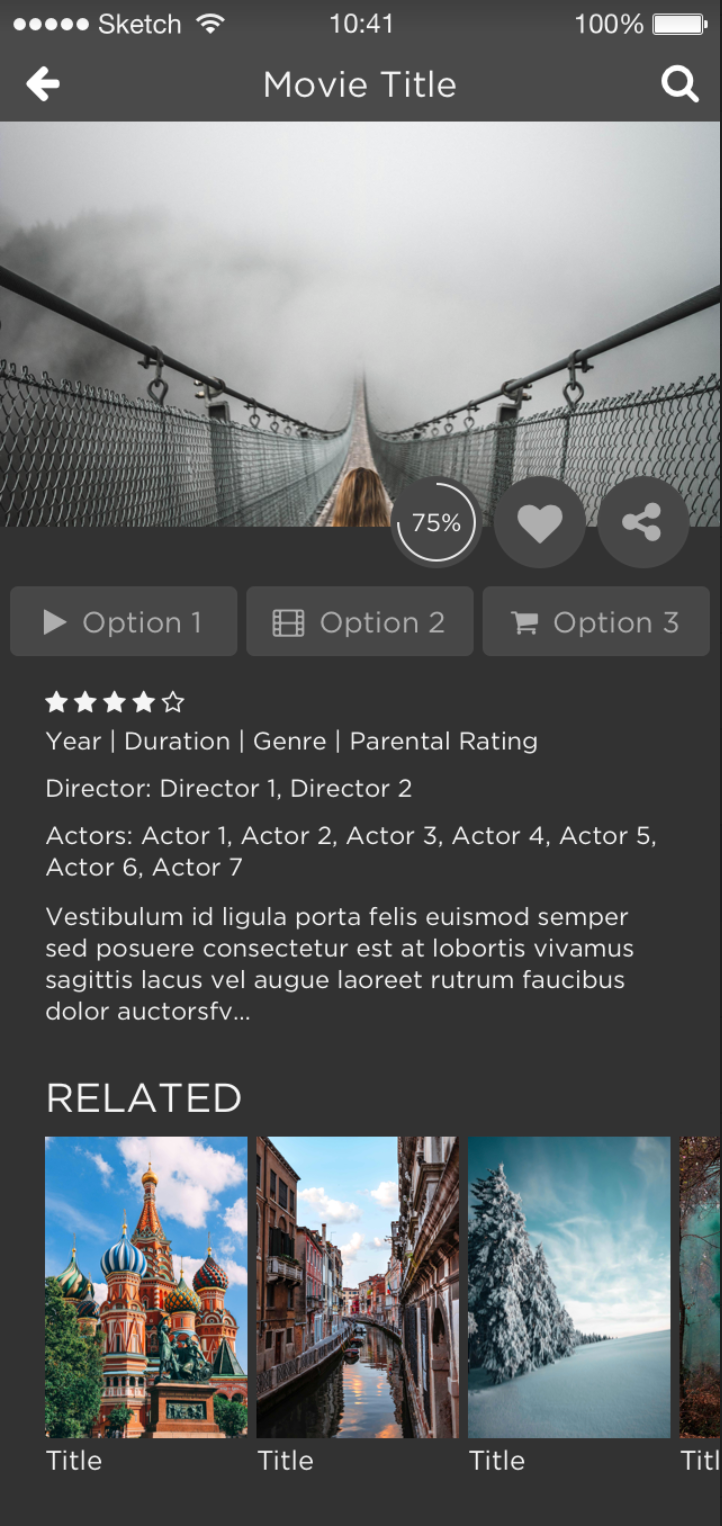 Sketch 10:41 100%
Movie Title
75%
Option 1 Option 2 Option 3
Year | Duration | Genre | Parental Rating
Director: Director 1, Director 2
Actors: Actor 1, Actor 2, Actor 3, Actor 4, Actor 5,
Actor 6, Actor 7
Vestibulum id ligula porta felis euismod semper
sed posuere consectetur est at lobortis vivamus
sagittis lacus vel augue laoreet rutrum faucibus
dolor auctorsfv...
RELATED
Title Title Title Titl